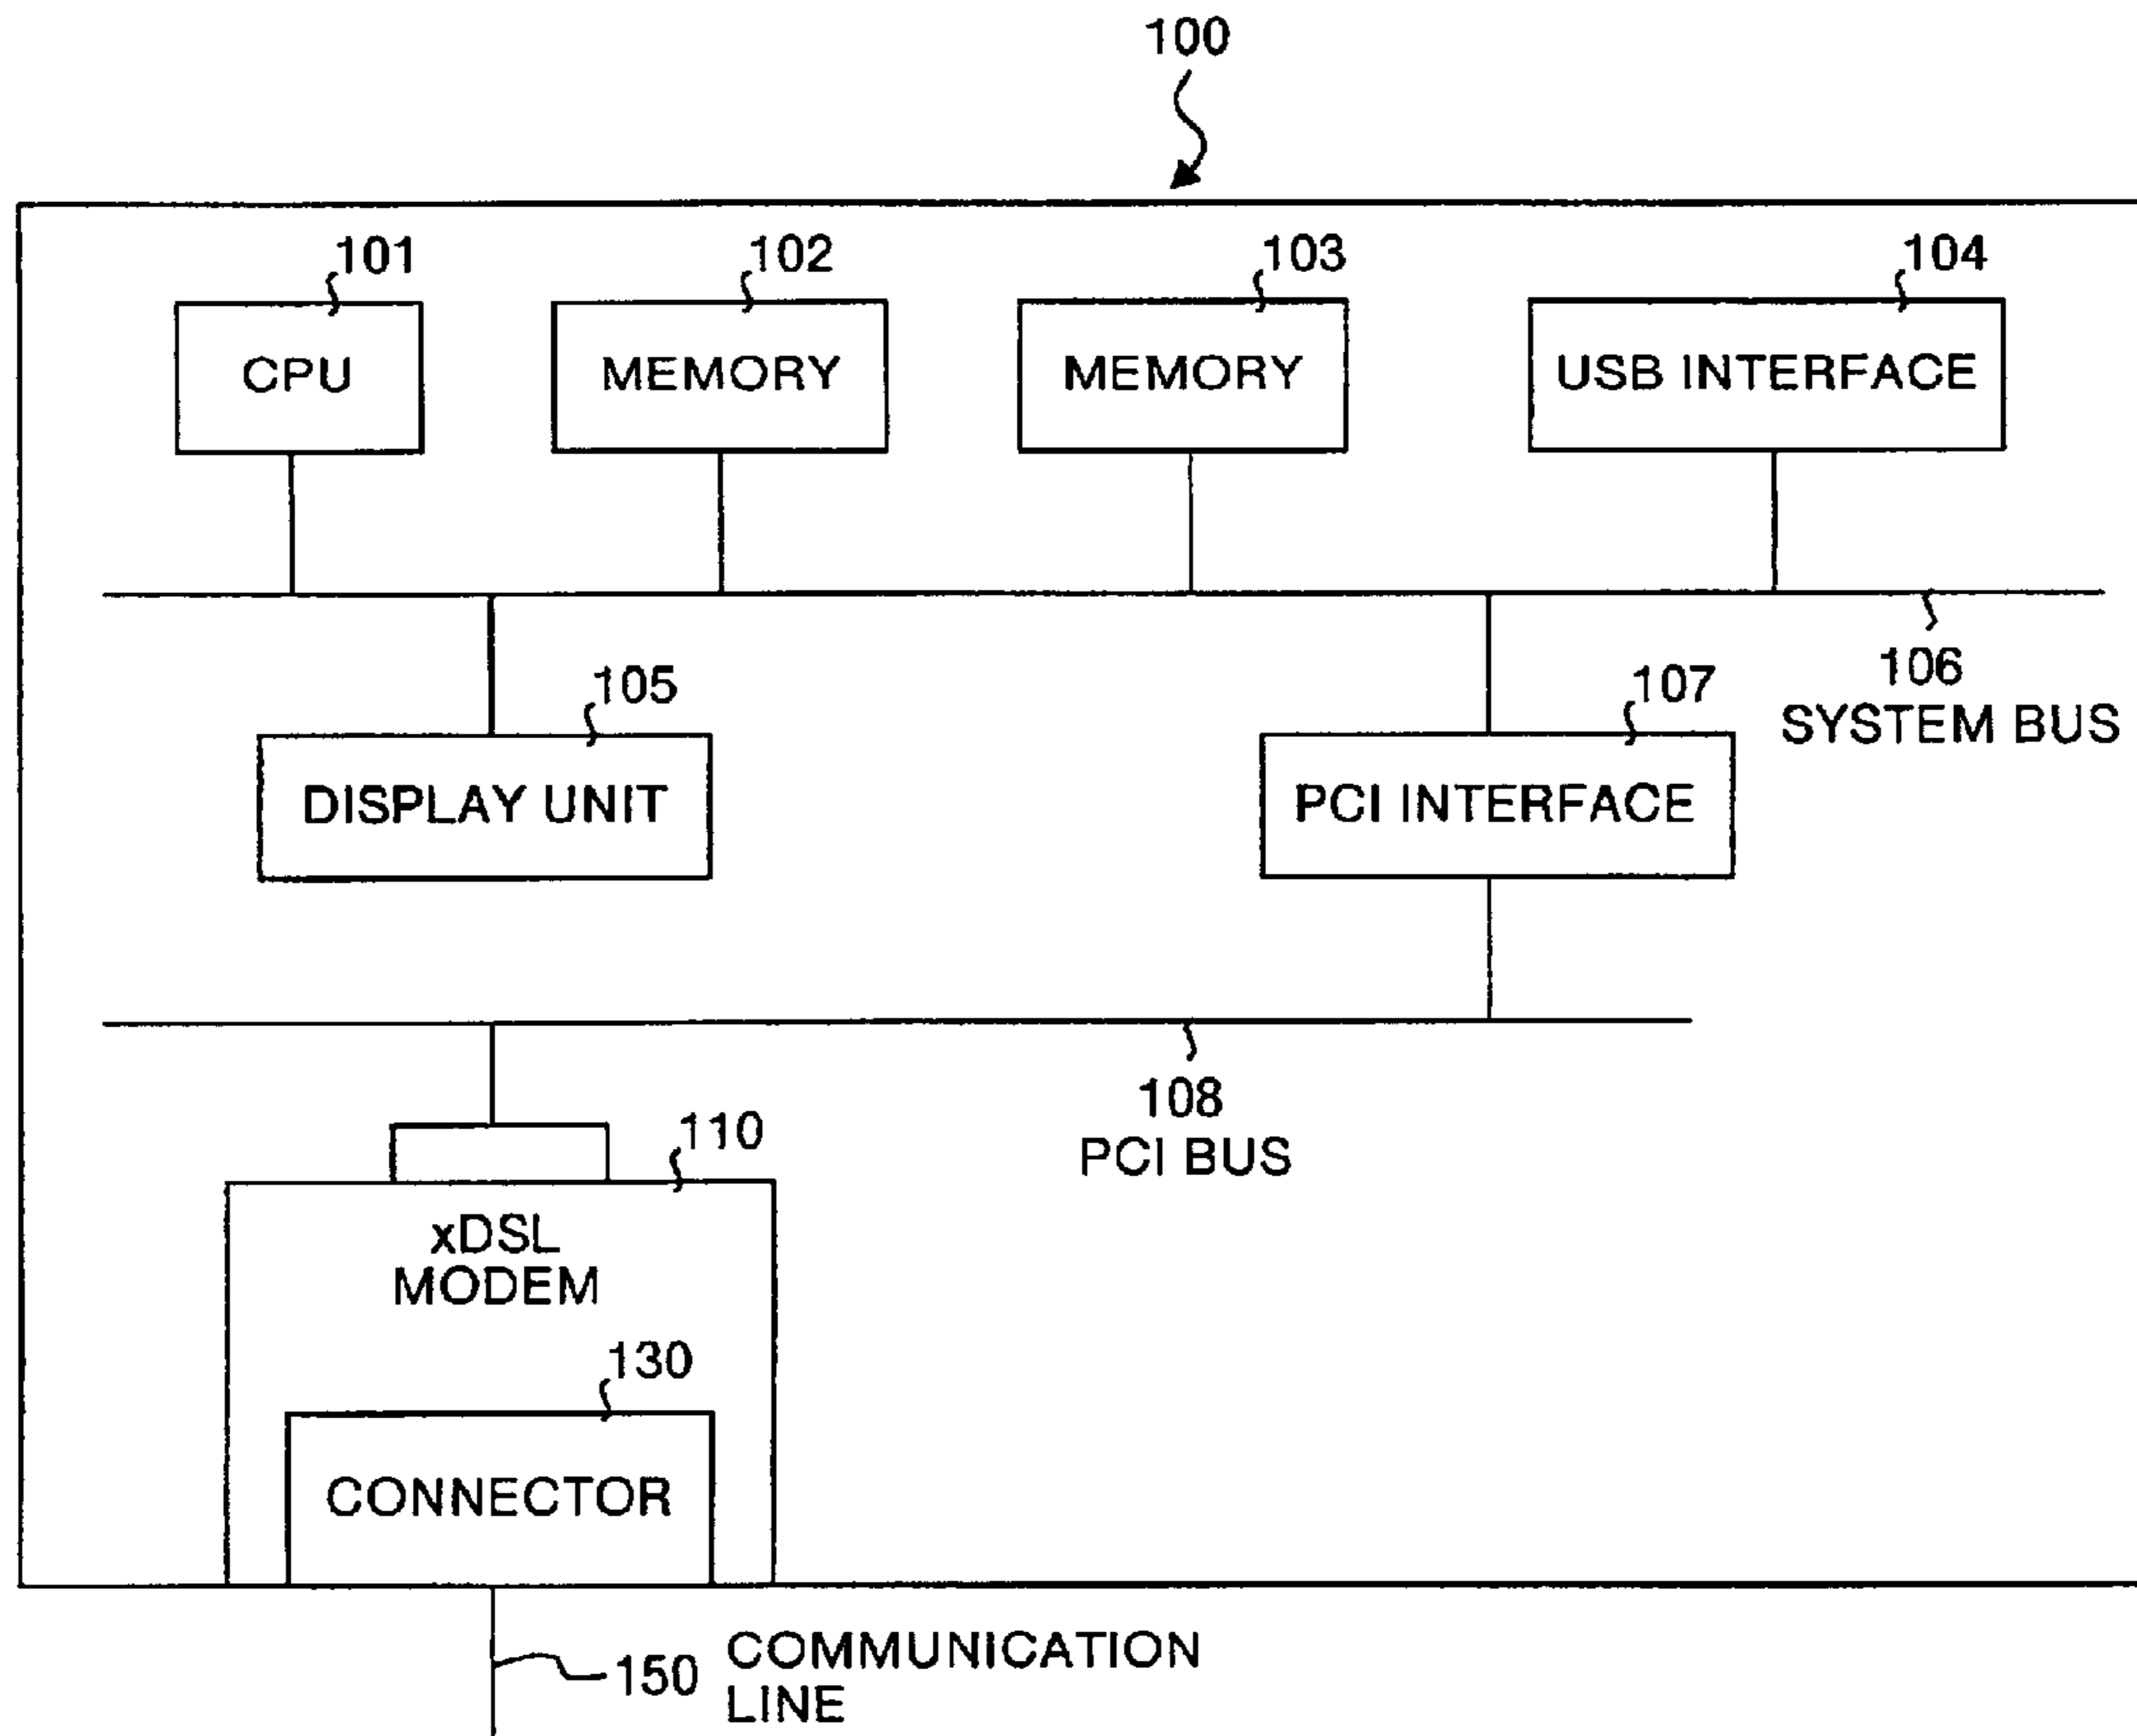 100
101
102
103
104
CPU
MEMORY
MEMORY
USB INTERFACE
106
SYSTEM BUS
105
107
DISPLAY UNIT
PCI INTERFACE
108
PCI BUS
110
xDSL
MODEM
130
CONNECTOR
150
COMMUNICATION
LINE